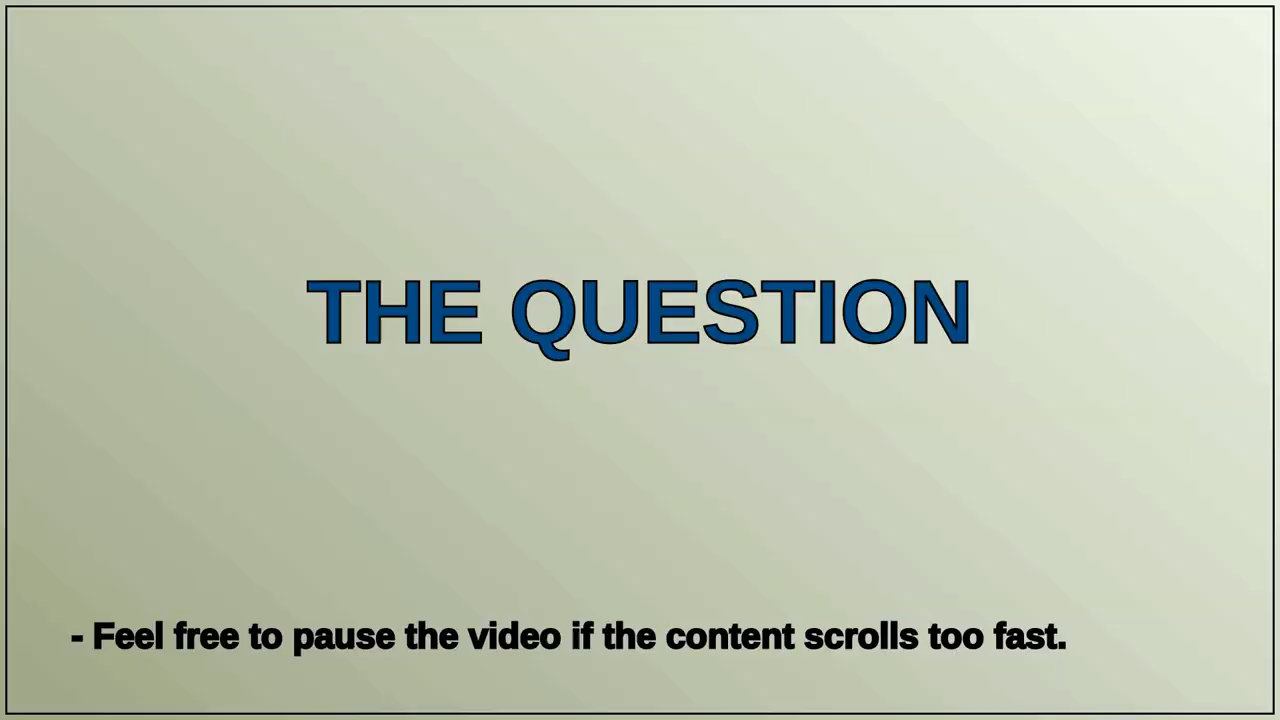 THE QUESTION
- Feel free to pause the video if the content scrolls too fast.